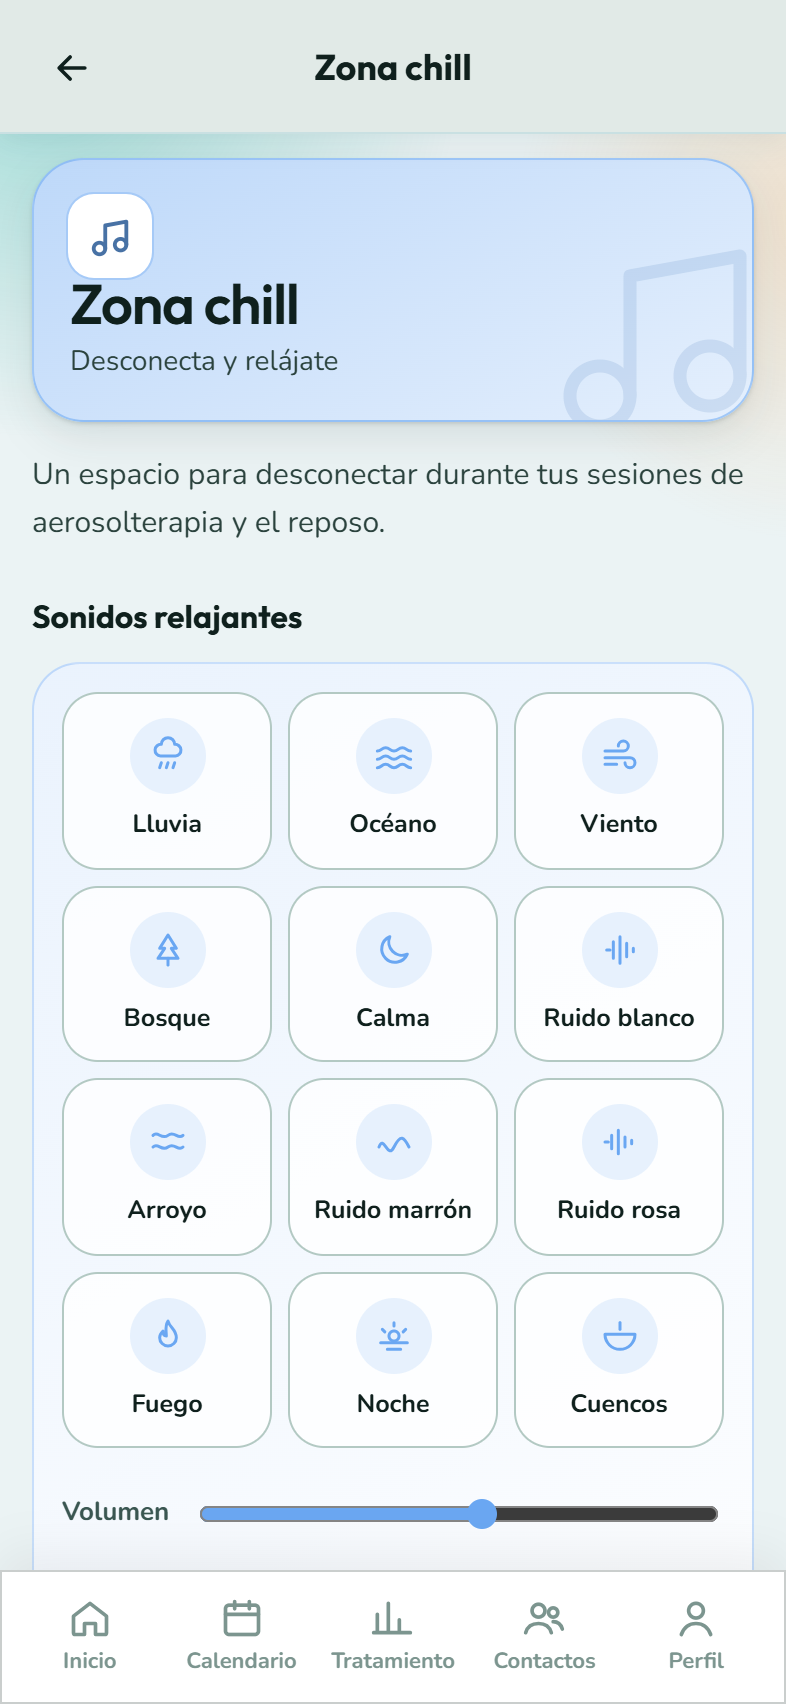 Zona chill
Zona chill
Desconecta y relájate
Un espacio para desconectar durante tus sesiones de
aerosolterapia y el reposo.
Sonidos relajantes
Lluvia
Océano
Viento
Bosque
Calma
Ruido blanco
Arroyo
Ruido marrón
Ruido rosa
Fuego
Noche
Cuencos
Volumen
Inicio
Calendario
Tratamiento
Contactos
Perfil